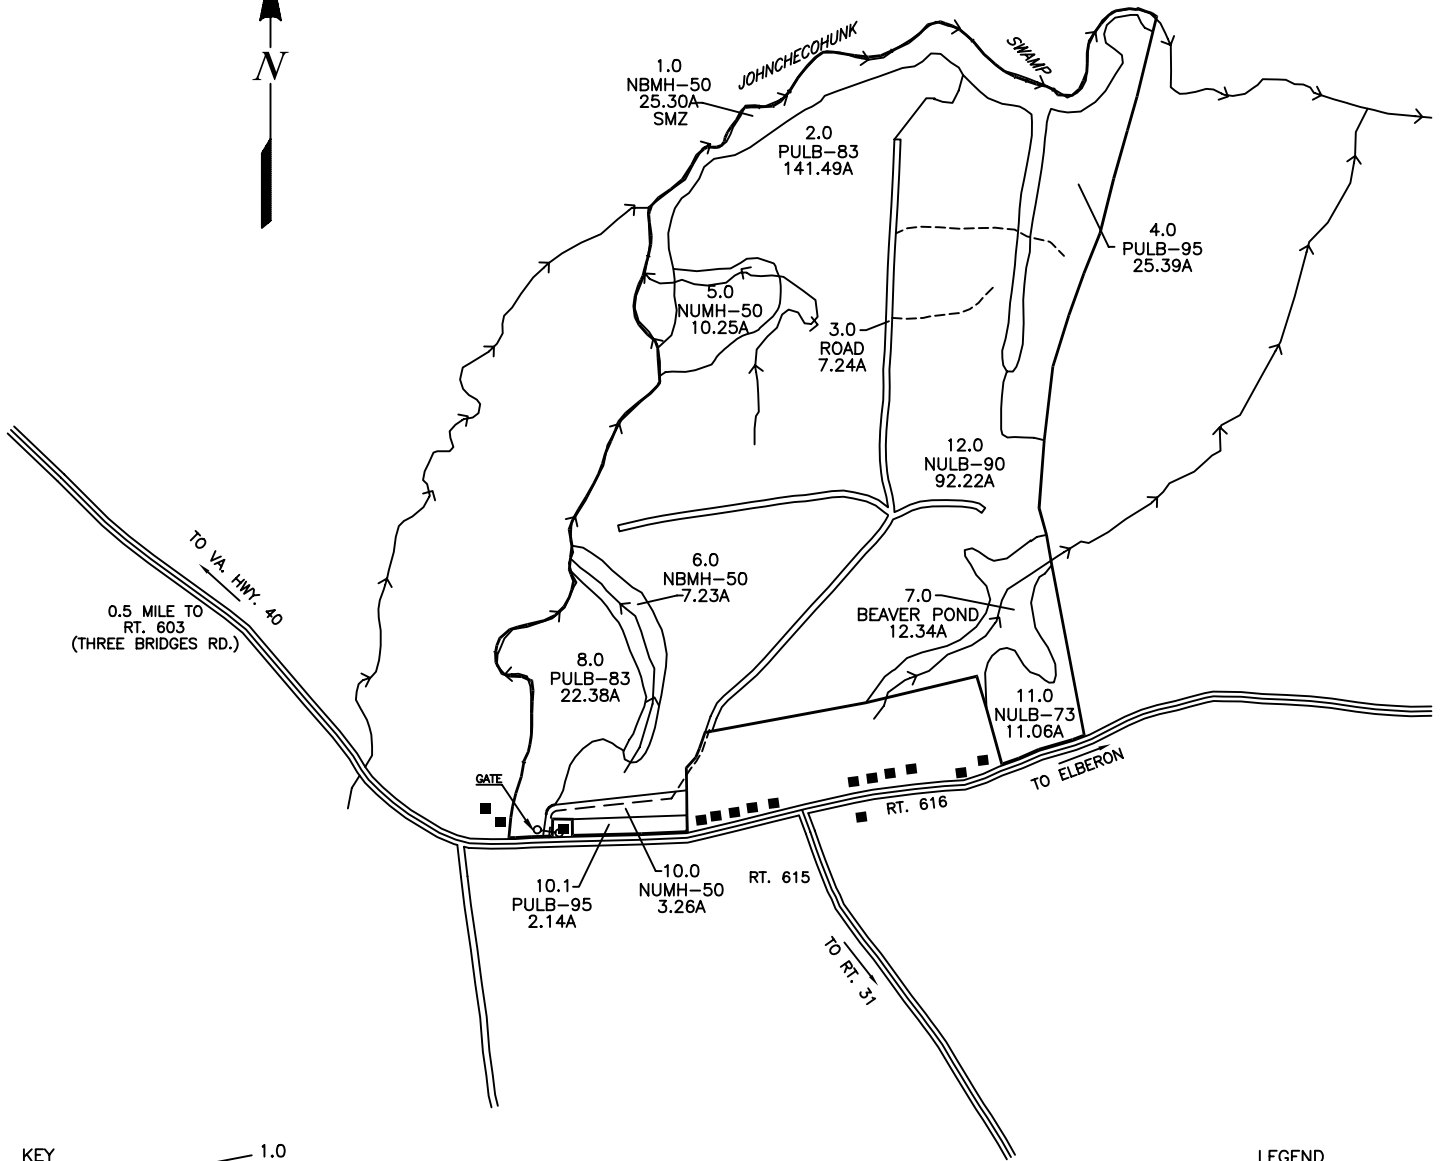 N
JOHNCHECOHUNK
SWAMP
1.0
NBMH-50
25.30A
SMZ
2.0
PULB-83
141.49A
4.0
PULB-95
25.39A
5.0
NUMH-50
10.25A
3.0
ROAD
7.24A
12.0
NULB-90
92.22A
TO VA. HWY. 40
0.5 MILE TO
RT. 603
(THREE BRIDGES RD.)
6.0
NBMH-50
7.23A
7.0
BEAVER POND
12.34A
8.0
PULB-83
22.38A
11.0
NULB-73
11.06A
GATE
TO ELBERON
RT. 616
RT. 615
10.1
PULB-95
2.14A
10.0
NUMH-50
3.26A
TO RT. 31
KEY
1.0
LEGEND